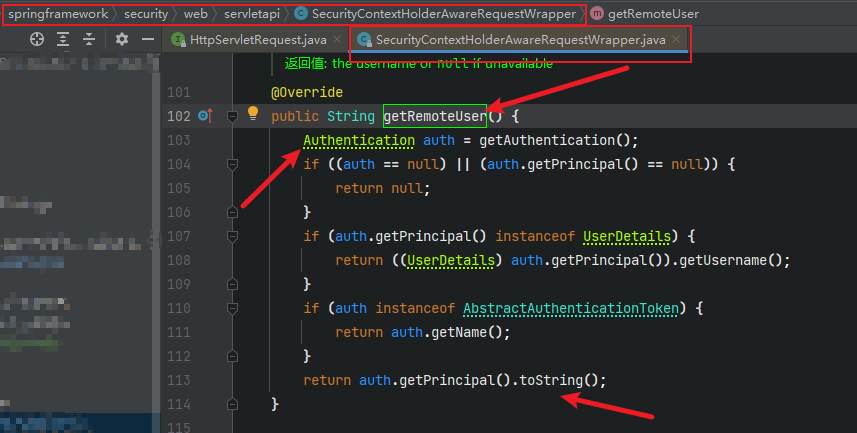 springframework > security > web > servletapi > SecurityContextHolderAwareRequestWrapper > getRemoteUser
HttpServletRequest.java × SecurityContextHolderAwareRequestWrapper.java ×
返回值: the username or null if unavailable
101 @Override
102 public String getRemoteUser() {
103 Authentication auth = getAuthentication();
104 if ((auth == null) || (auth.getPrincipal() == null)) {
105 return null;
106 }
107 if (auth.getPrincipal() instanceof UserDetails) {
108 return ((UserDetails) auth.getPrincipal()).getUsername();
109 }
110 if (auth instanceof AbstractAuthenticationToken) {
111 return auth.getName();
112 }
113 return auth.getPrincipal().toString();
114 }
115